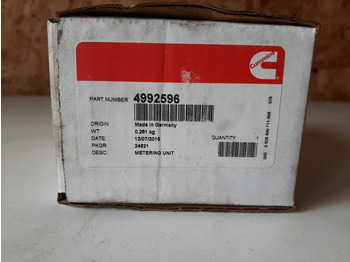 Cummins
PART NUMBER 4992596
ORIGIN Made in Germany
WT: 0,281 kg QUANTITY 1
DATE: 12/07/2016
PKGR: 24621
DESC: METERING UNIT